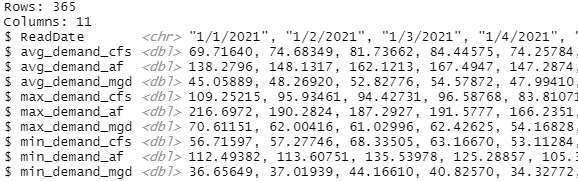 Rows: 365
Columns: 11
$ ReadDate <chr> "1/1/2021", "1/2/2021", "1/3/2021", "1/4/2021", "
$ avg_demand_cfs <dbl> 69.71640, 74.68349, 81.73662, 84.44575, 74.25784,
$ avg_demand_af <dbl> 138.2796, 148.1317, 162.1213, 167.4947, 147.2874,
$ avg_demand_mgd <dbl> 45.05889, 48.26920, 52.82776, 54.57872, 47.99410,
$ max_demand_cfs <dbl> 109.25215, 95.93461, 94.42731, 96.58768, 83.81071
$ max_demand_af <dbl> 216.6972, 190.2824, 187.2927, 191.5777, 166.2351,
$ max_demand_mgd <dbl> 70.61151, 62.00416, 61.02996, 62.42625, 54.16828,
$ min_demand_cfs <dbl> 56.71597, 57.27746, 68.33505, 63.16670, 53.11284,
$ min_demand_af <dbl> 112.49382, 113.60751, 135.53978, 125.28857, 105.3
$ min_demand_mgd <dbl> 36.65649, 37.01939, 44.16610, 40.82570, 34.32772,